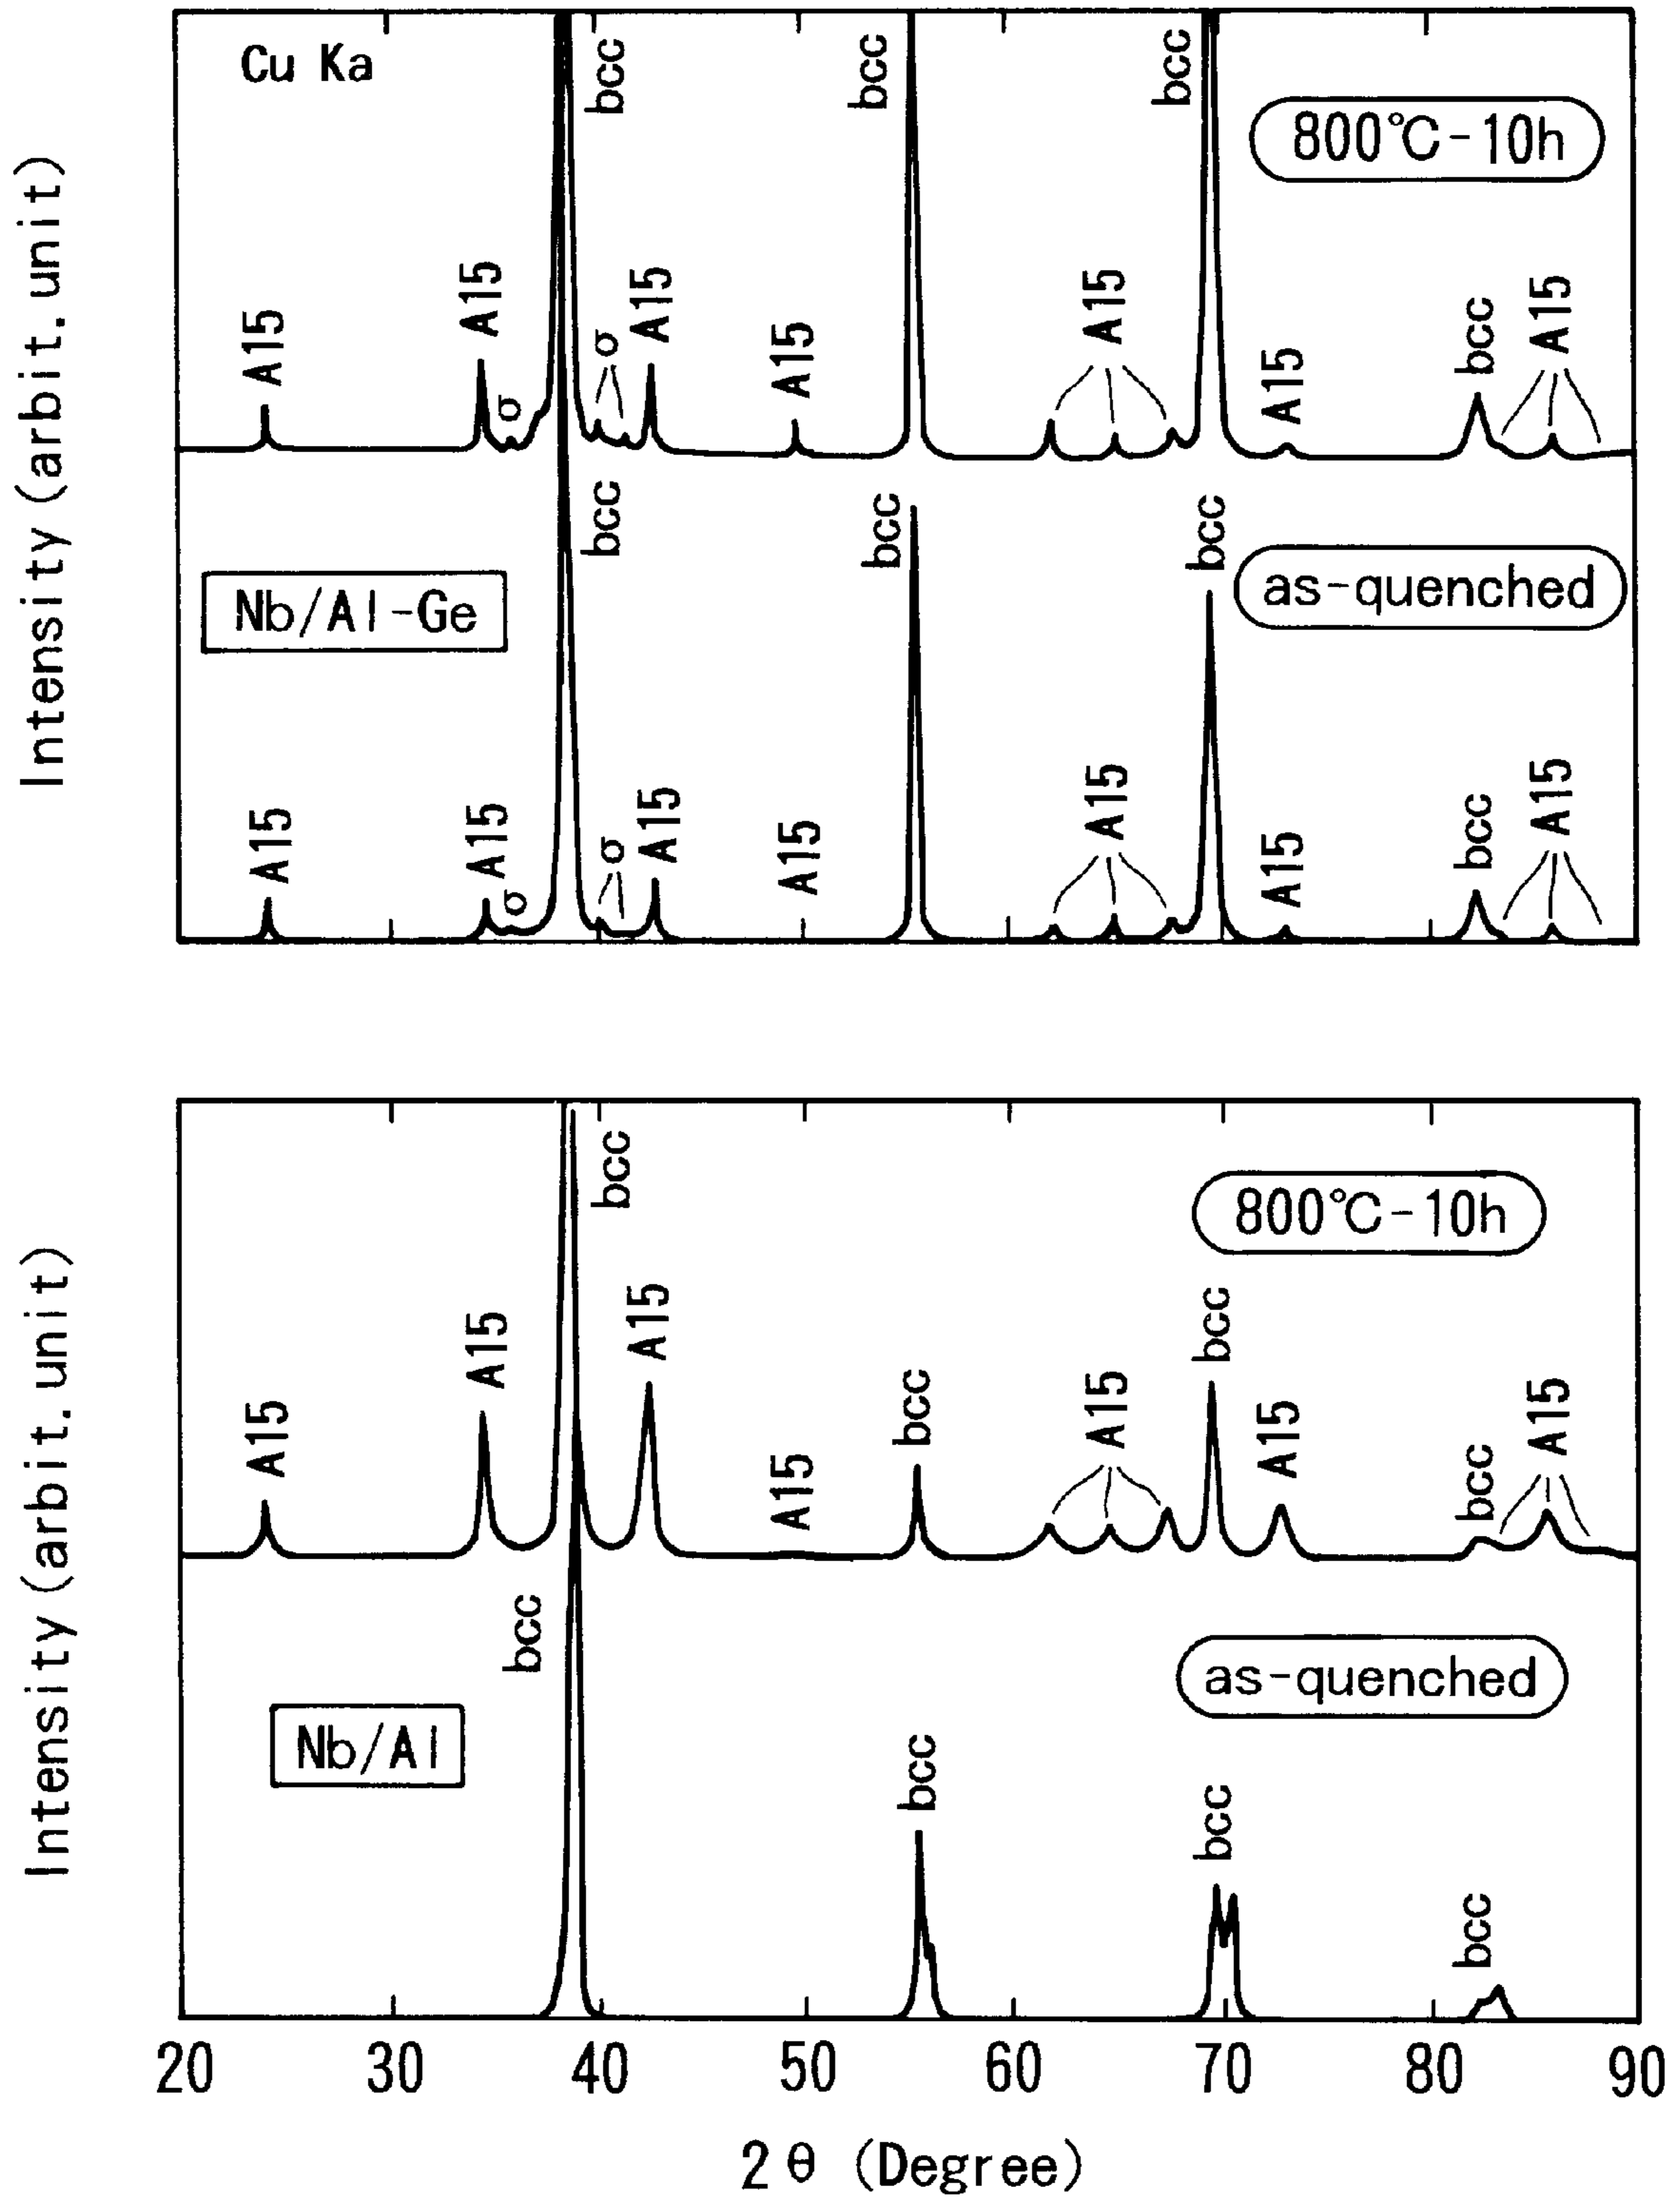 Intensity (arbit. unit)
Cu Ka
bcc
bcc
bcc
800℃-10h
A15
A15
σ
σ
A15
A15
A15
A15
bcc
A15
Nb/Al-Ge
bcc
bcc
bcc
as-quenched
A15
A15
σ
σ
A15
A15
A15
A15
bcc
A15
Intensity (arbit. unit)
bcc
800℃-10h
A15
A15
A15
A15
bcc
A15
bcc
A15
bcc
A15
Nb/Al
bcc
as-quenched
bcc
bcc
bcc
20 30 40 50 60 70 80 90
2θ (Degree)